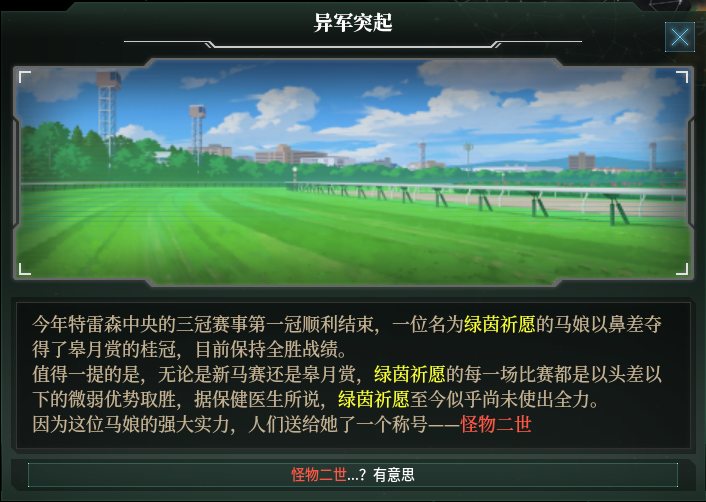 异军突起
今年特雷森中央的三冠赛事第一冠顺利结束，一位名为绿茵祈愿的马娘以鼻差夺
得了皋月赏的桂冠，目前保持全胜战绩。
值得一提的是，无论是新马赛还是皋月赏，绿茵祈愿的每一场比赛都是以头差以
下的微弱优势取胜，据保健医生所说，绿茵祈愿至今似乎尚未使出全力。
因为这位马娘的强大实力，人们送给她了一个称号——怪物二世
怪物二世...？有意思